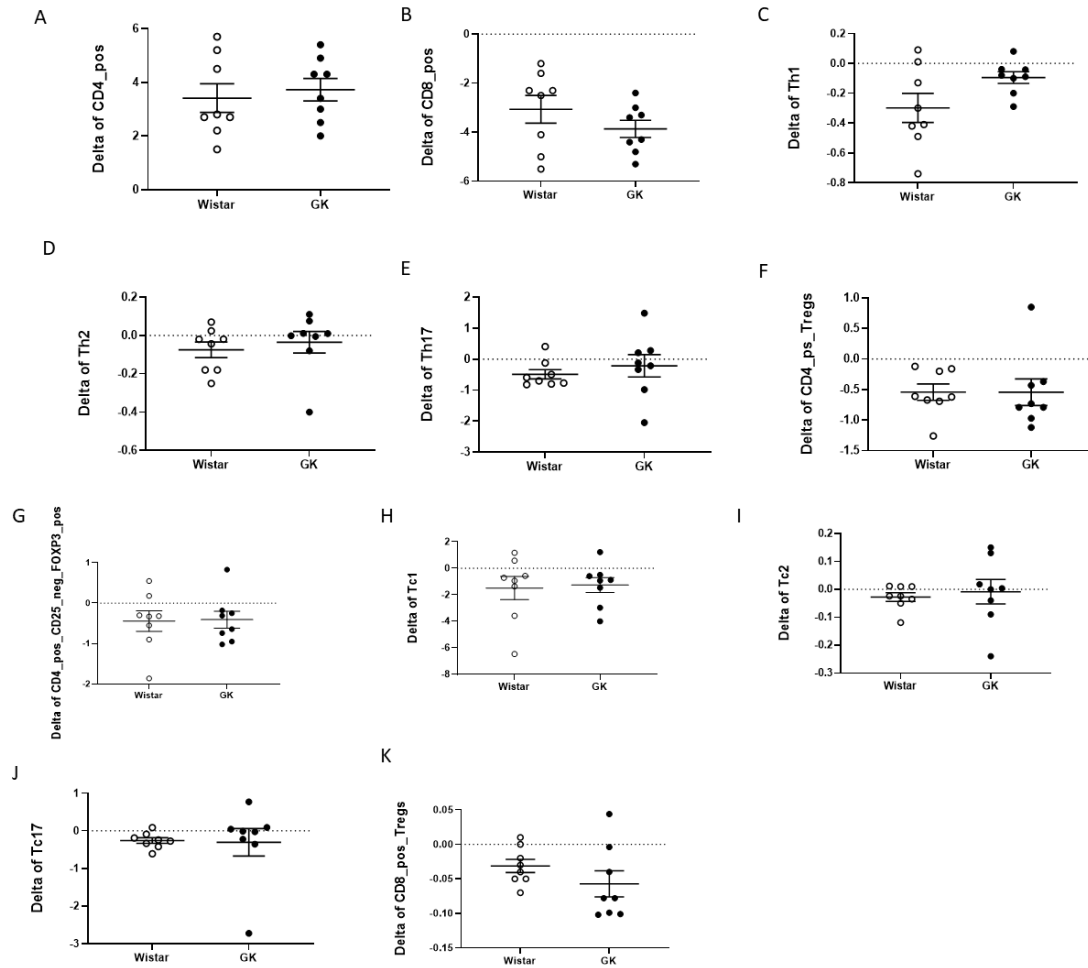 A
Delta of CD4_pos
6
4
2
0
Wistar
GK
B
Delta of CD8_pos
0
-2
-4
-6
Wistar
GK
C
Delta of Th1
0.2
0.0
-0.2
-0.4
-0.6
-0.8
Wistar
GK
D
Delta of Th2
0.2
0.0
-0.2
-0.4
-0.6
Wistar
GK
E
Delta of Th17
2
1
0
-1
-2
-3
Wistar
GK
F
Delta of CD4_ps_Tregs
1.0
0.5
0.0
-0.5
-1.0
-1.5
Wistar
GK
G
Delta of CD4_pos_CD25_neg_FOXP3_pos
1
0
-1
-2
Wistar
GK
H
Delta of Tc1
2
0
-2
-4
-6
-8
Wistar
GK
I
Delta of Tc2
0.2
0.1
0.0
-0.1
-0.2
-0.3
Wistar
GK
J
Delta of Tc17
1
0
-1
-2
-3
Wistar
GK
K
Delta of CD8_pos_Tregs
0.05
0.00
-0.05
-0.10
-0.15
Wistar
GK